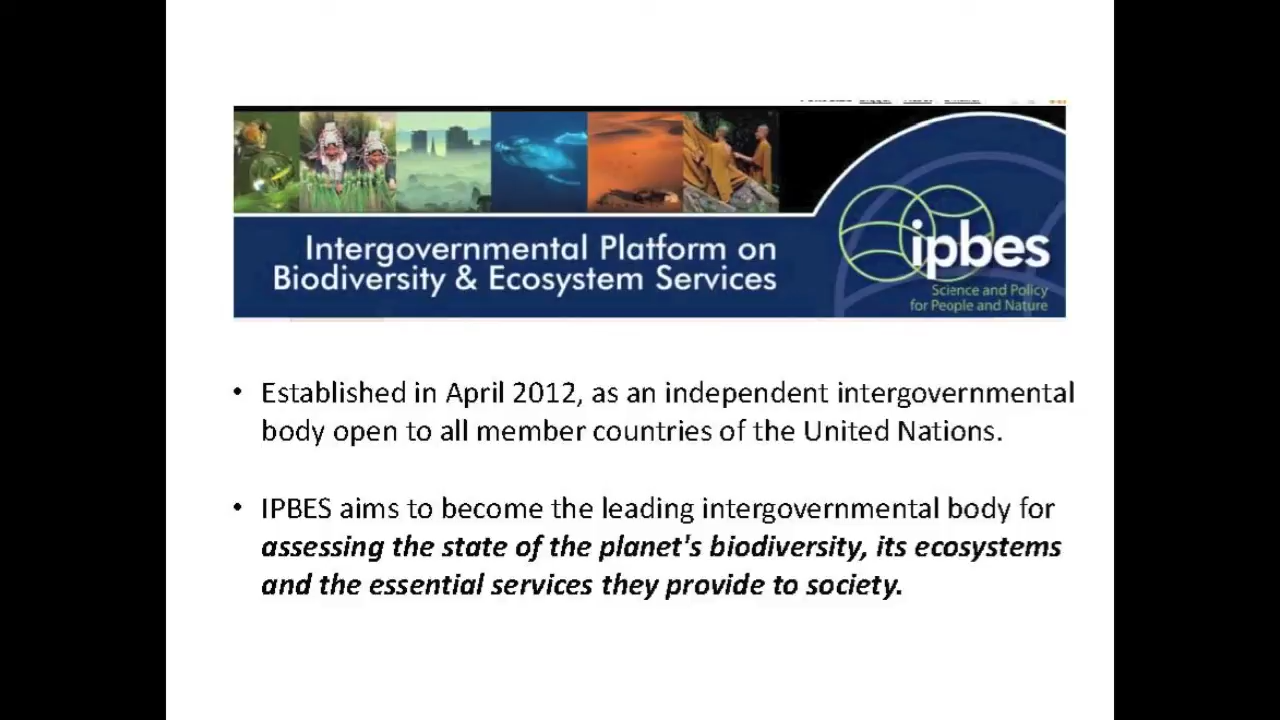 Intergovernmental Platform on
Biodiversity & Ecosystem Services
ipbes
Science and Policy
for People and Nature
• Established in April 2012, as an independent intergovernmental
body open to all member countries of the United Nations.
• IPBES aims to become the leading intergovernmental body for
assessing the state of the planet's biodiversity, its ecosystems
and the essential services they provide to society.